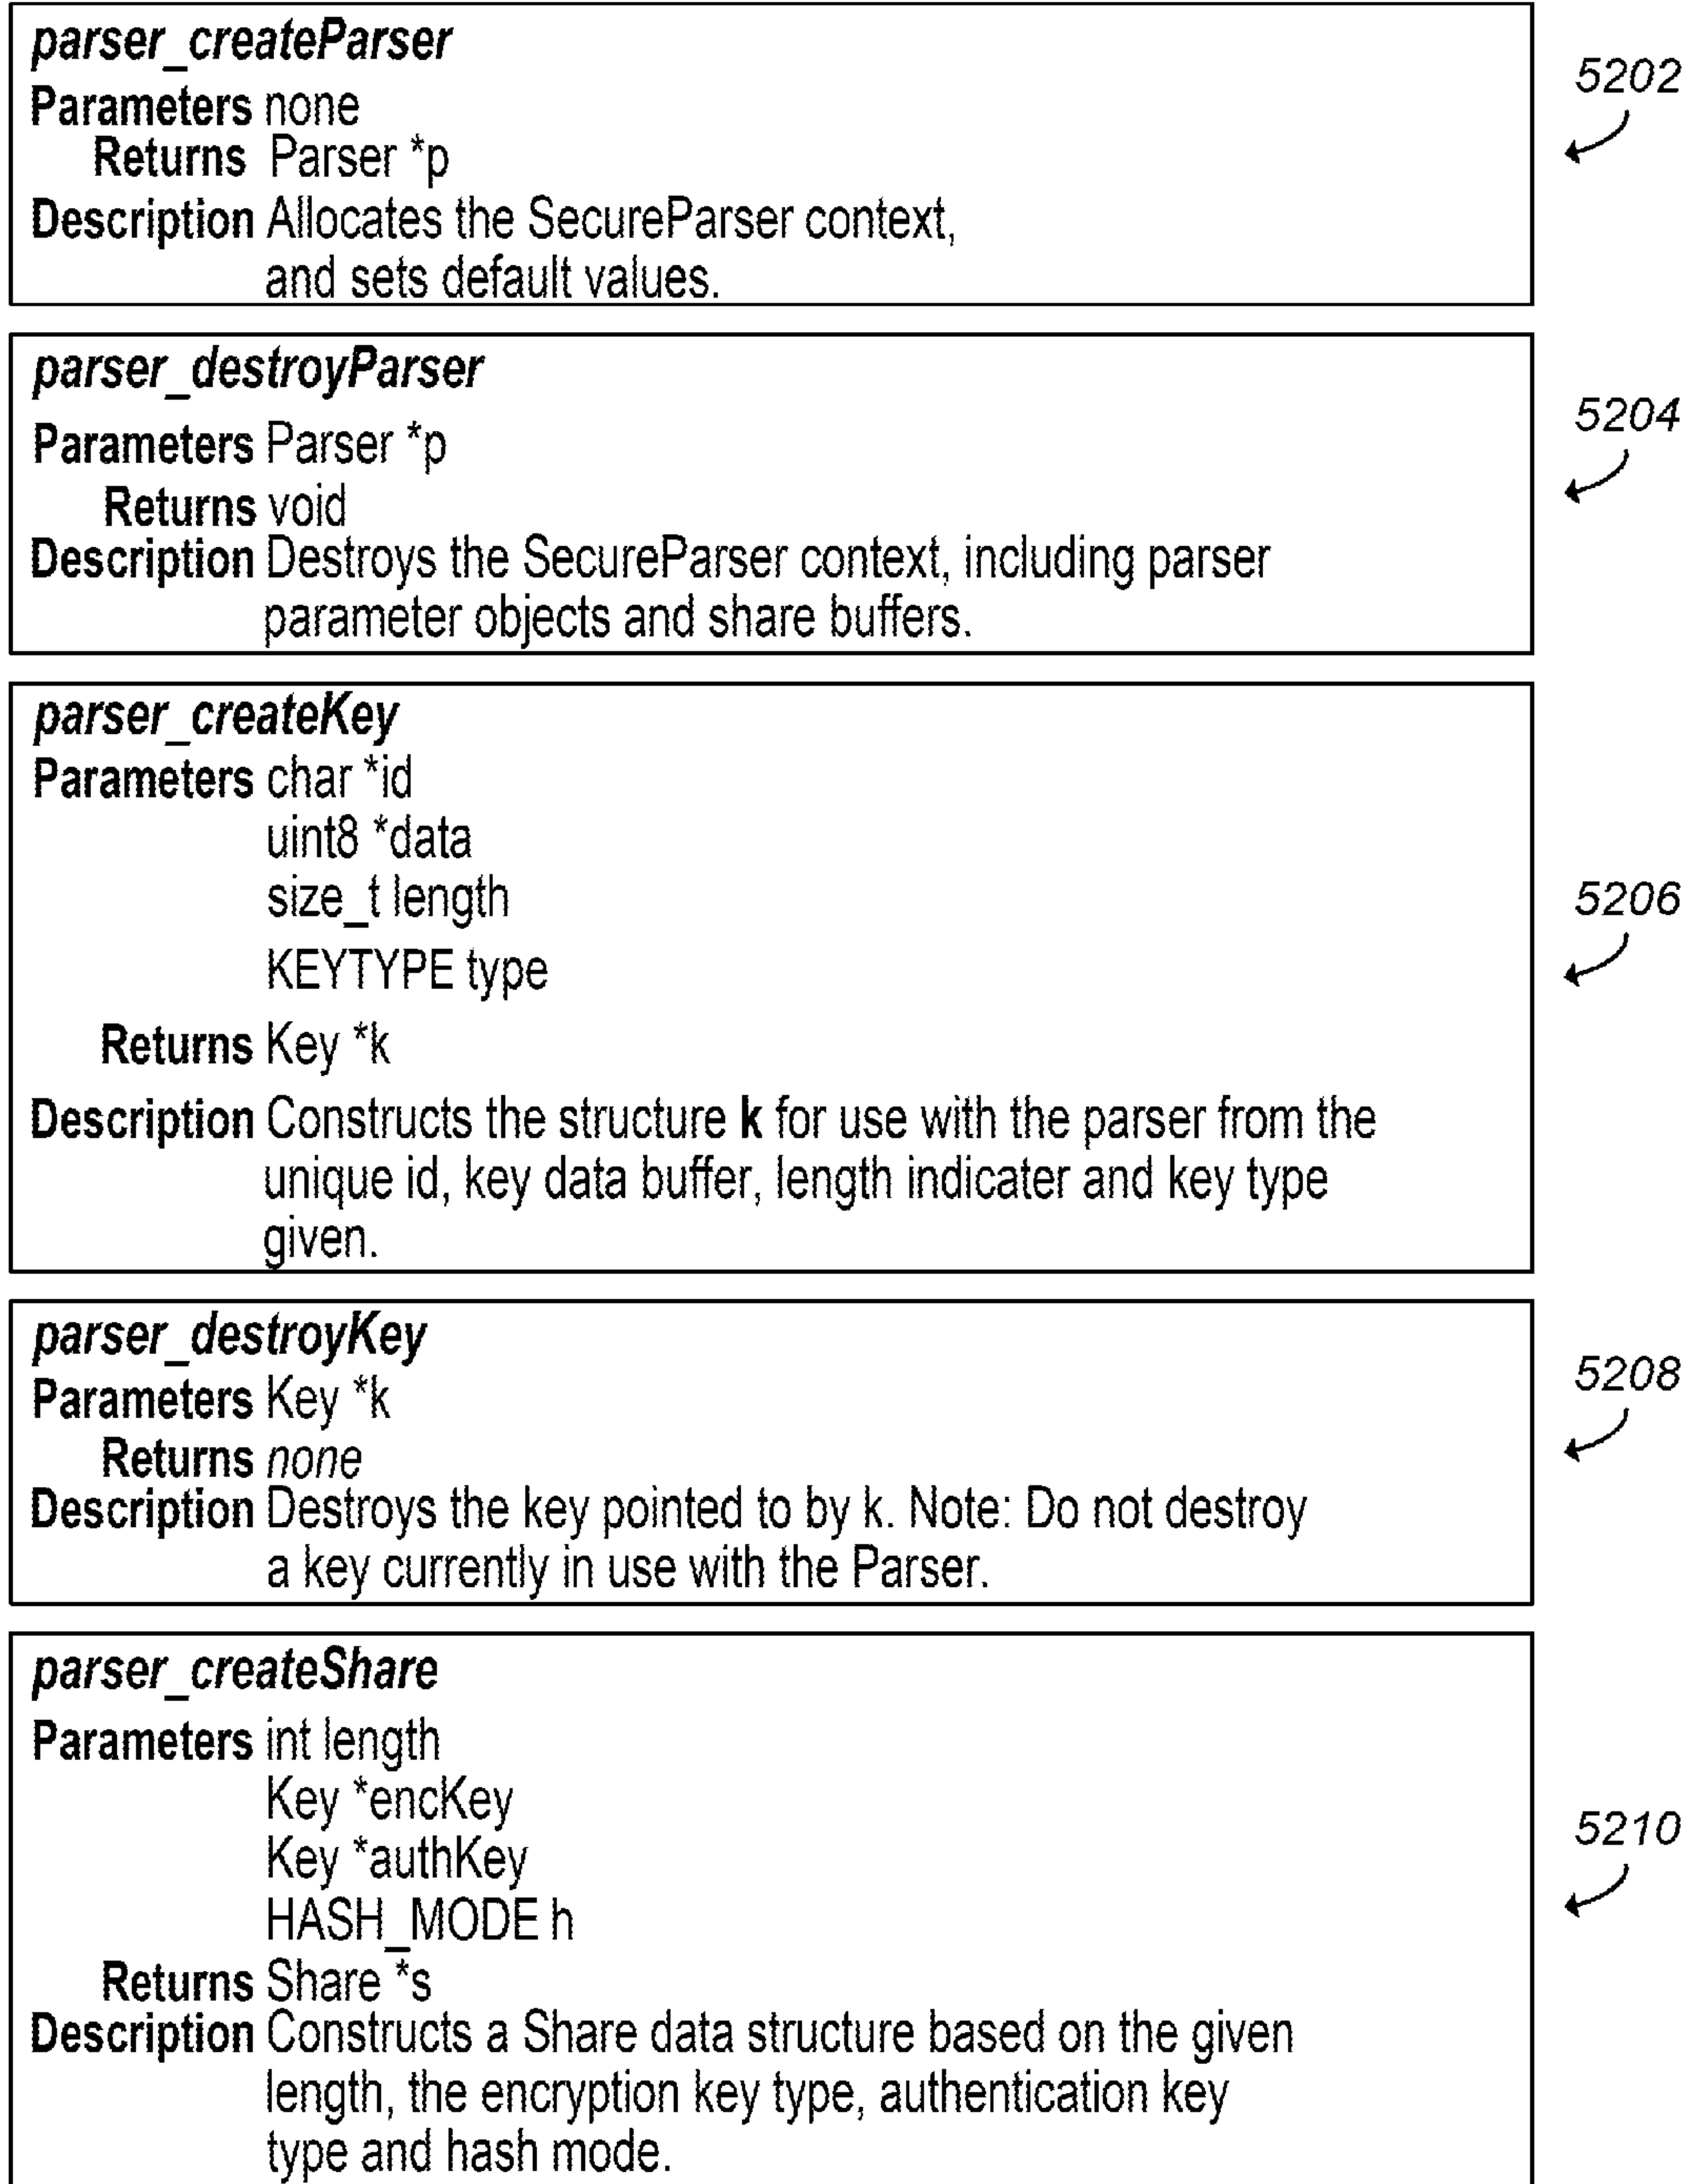 parser_createParser
Parameters none
Returns Parser *p
Description Allocates the SecureParser context,
and sets default values.
5202
parser_destroyParser
Parameters Parser *p
Returns void
Description Destroys the SecureParser context, including parser
parameter objects and share buffers.
5204
parser_createKey
Parameters char *id
uint8 *data
size_t length
KEYTYPE type
Returns Key *k
Description Constructs the structure k for use with the parser from the
unique id, key data buffer, length indicater and key type
given.
5206
parser_destroyKey
Parameters Key *k
Returns none
Description Destroys the key pointed to by k. Note: Do not destroy
a key currently in use with the Parser.
5208
parser_createShare
Parameters int length
Key *encKey
Key *authKey
HASH_MODE h
Returns Share *s
Description Constructs a Share data structure based on the given
length, the encryption key type, authentication key
type and hash mode.
5210